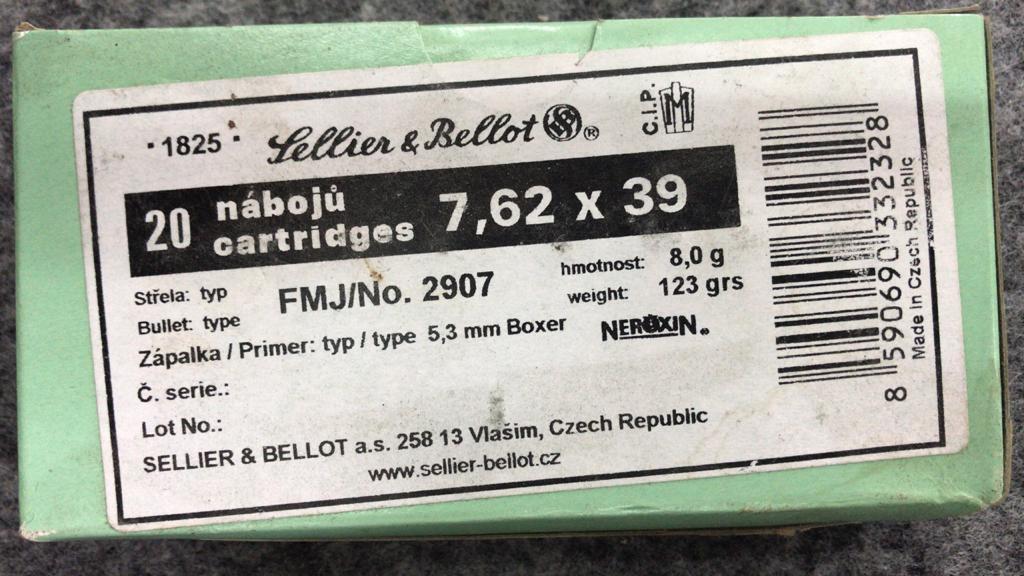 · 1825 ·
Sellier & Bellot SB ®
C.I.P.
20 nábojů
cartridges
7,62 x 39
Střela: typ
Bullet: type
FMJ/No. 2907
hmotnost: 8,0 g
weight: 123 grs
Zápalka / Primer: typ / type 5,3 mm Boxer
NEROXIN®
Č. serie.:
Lot No.:
SELLIER & BELLOT a.s. 258 13 Vlašim, Czech Republic
www.sellier-bellot.cz
8 590690 332328
Made in Czech Republic